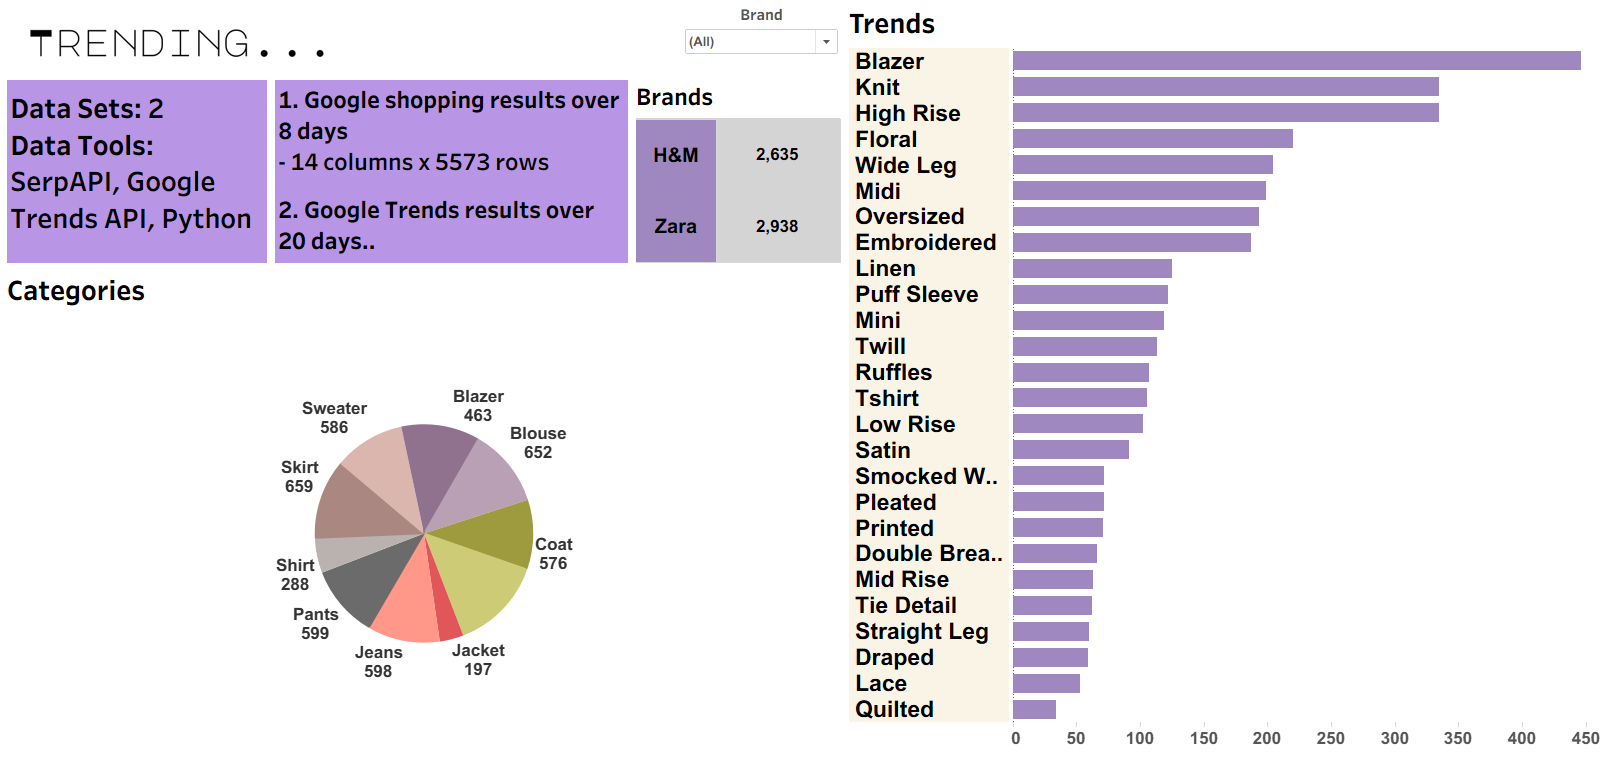 TRENDING...
Brand
(All)
Data Sets: 2
Data Tools:
SerpAPI, Google
Trends API, Python
1. Google shopping results over
8 days
- 14 columns x 5573 rows
2. Google Trends results over
20 days..
Brands
H&M 2,635
Zara 2,938
Categories
Blazer
463
Blouse
652
Coat
576
Jacket
197
Jeans
598
Pants
599
Shirt
288
Skirt
659
Sweater
586
Trends
Blazer
Knit
High Rise
Floral
Wide Leg
Midi
Oversized
Embroidered
Linen
Puff Sleeve
Mini
Twill
Ruffles
Tshirt
Low Rise
Satin
Smocked W..
Pleated
Printed
Double Brea..
Mid Rise
Tie Detail
Straight Leg
Draped
Lace
Quilted
0 50 100 150 200 250 300 350 400 450